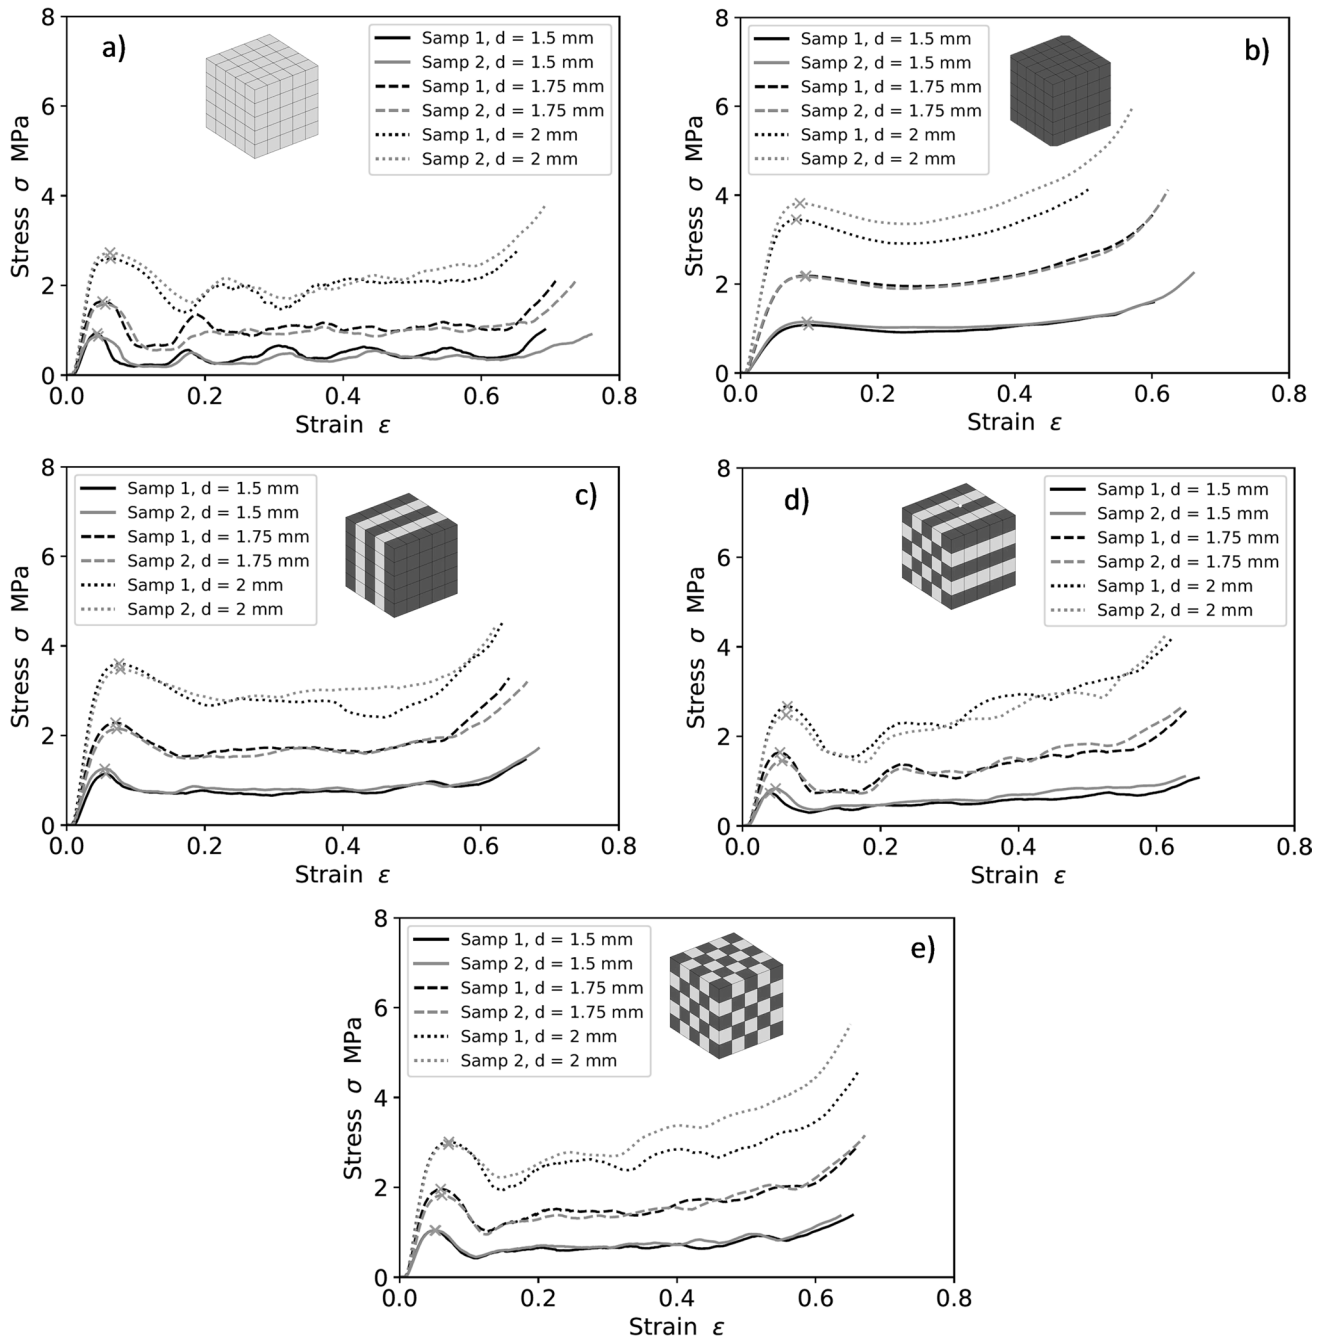 a)
Samp 1, d = 1.5 mm
Samp 2, d = 1.5 mm
Samp 1, d = 1.75 mm
Samp 2, d = 1.75 mm
Samp 1, d = 2 mm
Samp 2, d = 2 mm
Stress σ MPa
8
6
4
2
0
0.0 0.2 0.4 0.6 0.8
Strain ε
b)
Samp 1, d = 1.5 mm
Samp 2, d = 1.5 mm
Samp 1, d = 1.75 mm
Samp 2, d = 1.75 mm
Samp 1, d = 2 mm
Samp 2, d = 2 mm
Stress σ MPa
8
6
4
2
0
0.0 0.2 0.4 0.6 0.8
Strain ε
c)
Samp 1, d = 1.5 mm
Samp 2, d = 1.5 mm
Samp 1, d = 1.75 mm
Samp 2, d = 1.75 mm
Samp 1, d = 2 mm
Samp 2, d = 2 mm
Stress σ MPa
8
6
4
2
0
0.0 0.2 0.4 0.6 0.8
Strain ε
d)
Samp 1, d = 1.5 mm
Samp 2, d = 1.5 mm
Samp 1, d = 1.75 mm
Samp 2, d = 1.75 mm
Samp 1, d = 2 mm
Samp 2, d = 2 mm
Stress σ MPa
8
6
4
2
0
0.0 0.2 0.4 0.6 0.8
Strain ε
e)
Samp 1, d = 1.5 mm
Samp 2, d = 1.5 mm
Samp 1, d = 1.75 mm
Samp 2, d = 1.75 mm
Samp 1, d = 2 mm
Samp 2, d = 2 mm
Stress σ MPa
8
6
4
2
0
0.0 0.2 0.4 0.6 0.8
Strain ε